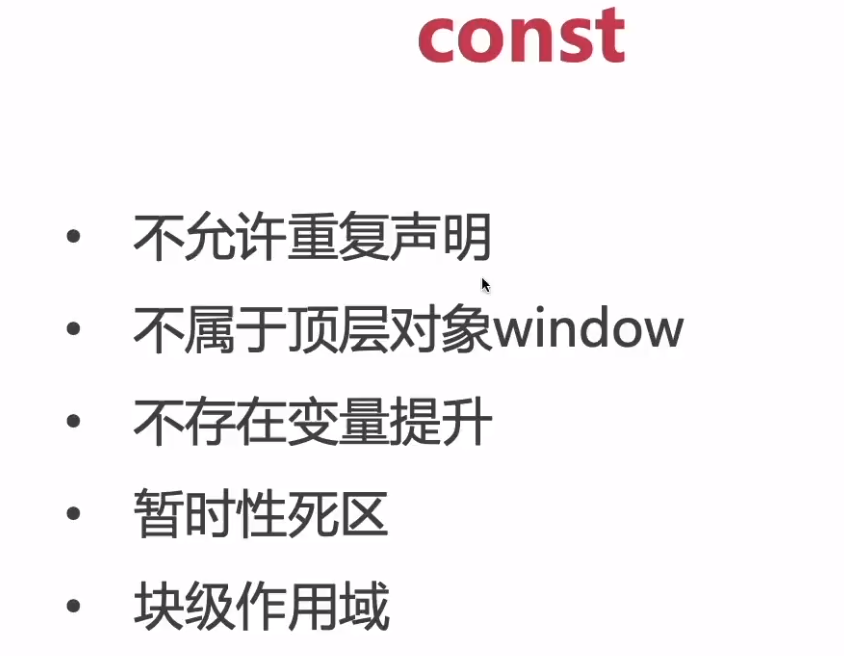 const
• 不允许重复声明
• 不属于顶层对象window
• 不存在变量提升
• 暂时性死区
• 块级作用域